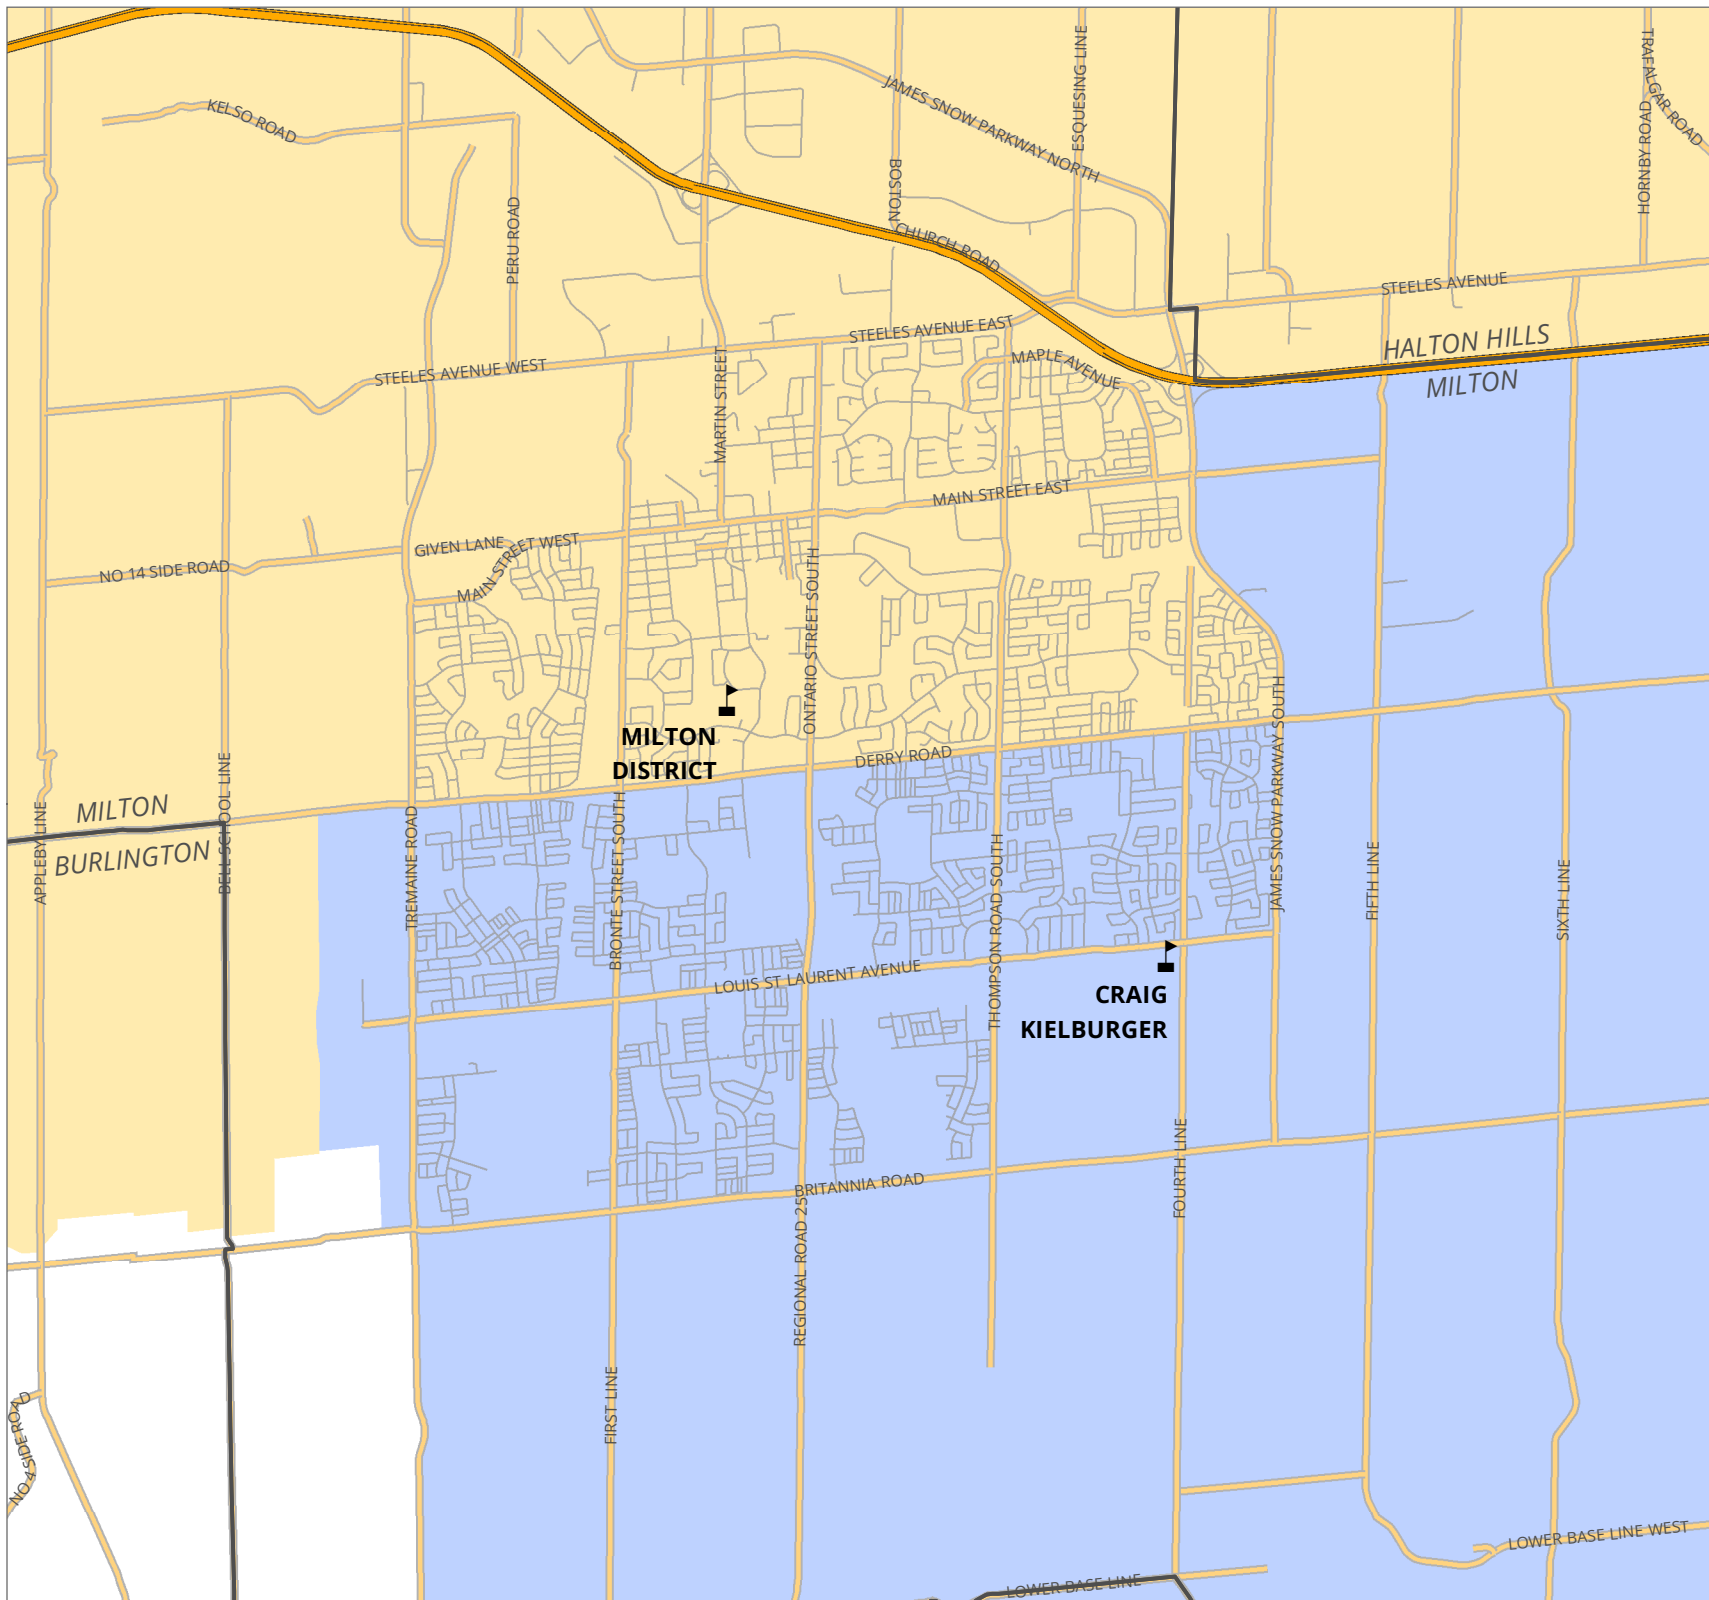 TRAFALGAR ROAD
ESQUESING LINE
JAMES SNOW PARKWAY NORTH
KELSO ROAD
HORNBY ROAD
BOSTON
CHURCH ROAD
PERU ROAD
STEELES AVENUE
STEELES AVENUE EAST
HALTON HILLS
MILTON
MAPLE AVENUE
STEELES AVENUE WEST
MARTIN STREET
MAIN STREET EAST
GIVEN LANE
MAIN STREET WEST
NO 14 SIDE ROAD
ONTARIO STREET SOUTH
MILTON
DISTRICT
DERRY ROAD
JAMES SNOW PARKWAY SOUTH
MILTON
BURLINGTON
APPLEBY LINE
BELL SCHOOL LINE
TREMAINE ROAD
BRONTE STREET SOUTH
THOMPSON ROAD SOUTH
FIFTH LINE
SIXTH LINE
LOUIS ST LAURENT AVENUE
CRAIG
KIELBURGER
FOURTH LINE
BRITANNIA ROAD
REGIONAL ROAD 25
FIRST LINE
NO 4 SIDE ROAD
LOWER BASE LINE WEST
LOWER BASE LINE